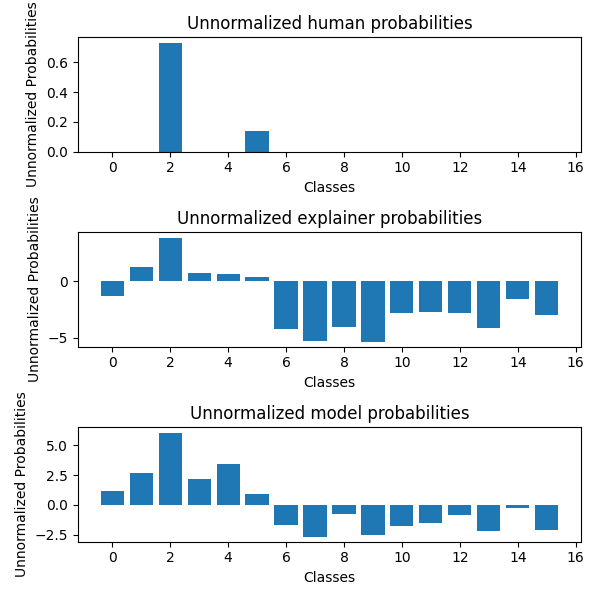 Unnormalized human probabilities
Unnormalized Probabilities
0.6
0.4
0.2
0.0
0 2 4 6 8 10 12 14 16
Classes
Unnormalized explainer probabilities
Unnormalized Probabilities
0
−5
0 2 4 6 8 10 12 14 16
Classes
Unnormalized model probabilities
Unnormalized Probabilities
5.0
2.5
0.0
−2.5
0 2 4 6 8 10 12 14 16
Classes